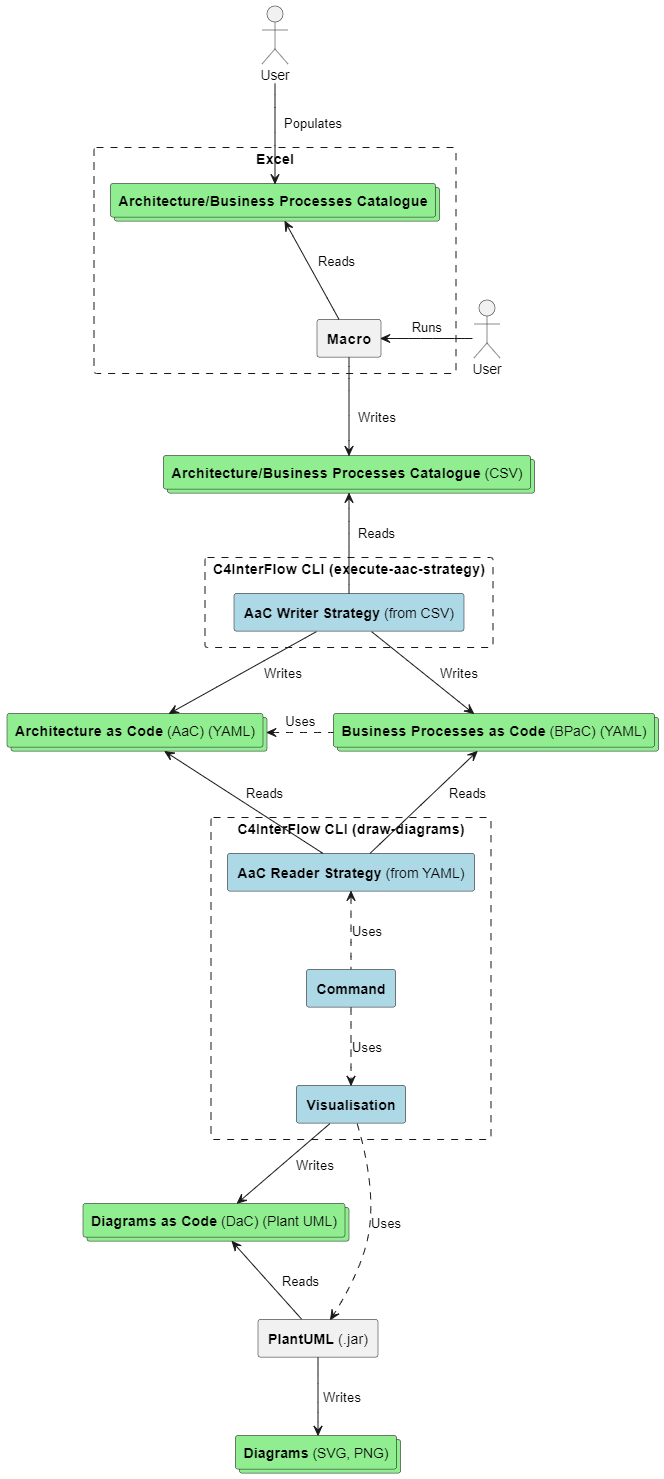 User
Populates
Excel
Architecture/Business Processes Catalogue
Reads
Macro
Runs
User
Writes
Architecture/Business Processes Catalogue (CSV)
Reads
C4InterFlow CLI (execute-aac-strategy)
AaC Writer Strategy (from CSV)
Writes
Writes
Architecture as Code (AaC) (YAML)
Uses
Business Processes as Code (BPaC) (YAML)
Reads
Reads
C4InterFlow CLI (draw-diagrams)
AaC Reader Strategy (from YAML)
Uses
Command
Uses
Visualisation
Writes
Diagrams as Code (DaC) (Plant UML)
Uses
Reads
PlantUML (.jar)
Writes
Diagrams (SVG, PNG)